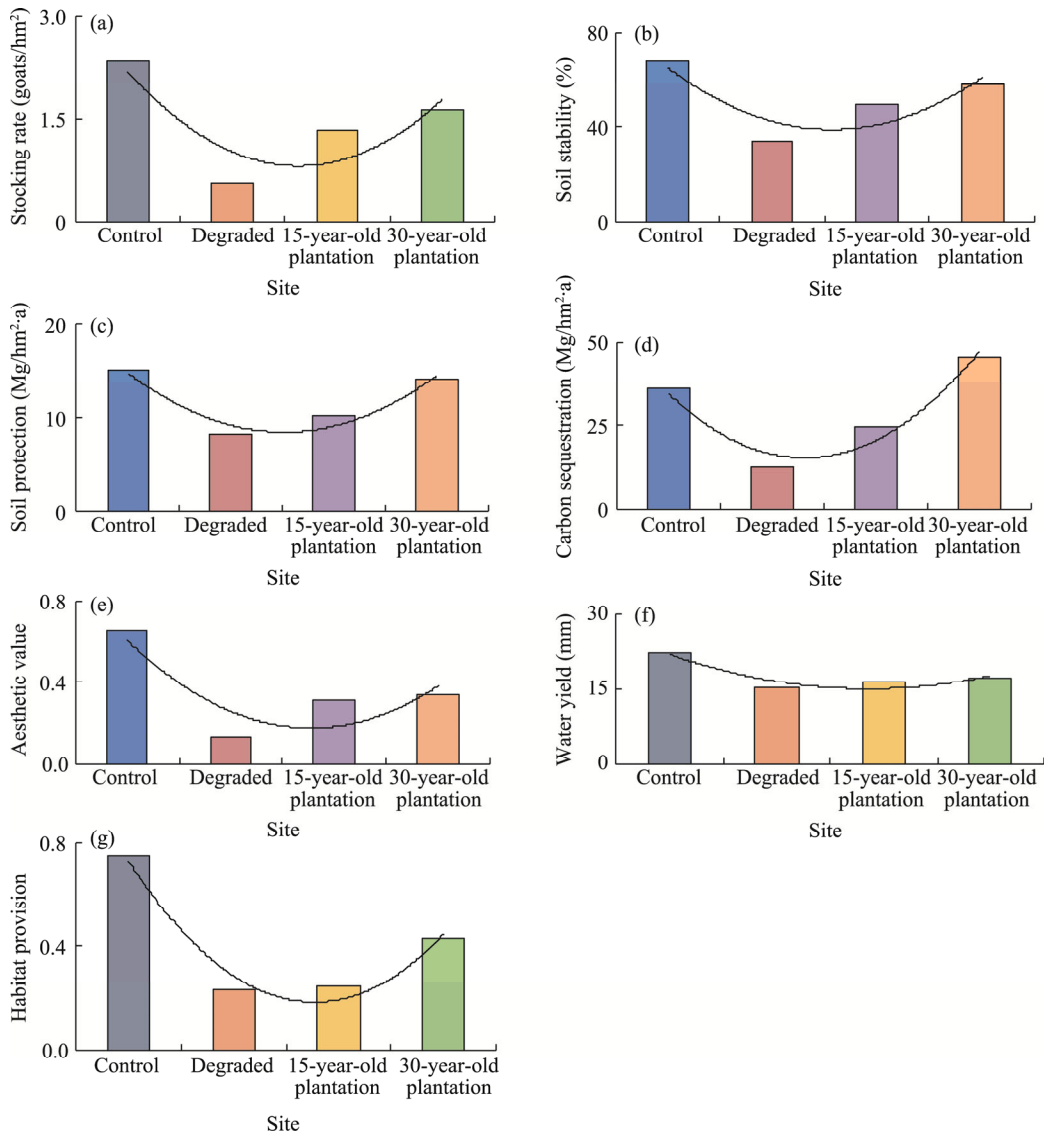 (a)
Stocking rate (goats/hm²)
3.0
1.5
0
Control
Degraded
15-year-old
plantation
30-year-old
plantation
Site
(b)
Soil stability (%)
80
40
0
Control
Degraded
15-year-old
plantation
30-year-old
plantation
Site
(c)
Soil protection (Mg/hm²·a)
20
10
0
Control
Degraded
15-year-old
plantation
30-year-old
plantation
Site
(d)
Carbon sequestration (Mg/hm²·a)
50
25
0
Control
Degraded
15-year-old
plantation
30-year-old
plantation
Site
(e)
Aesthetic value
0.8
0.4
0.0
Control
Degraded
15-year-old
plantation
30-year-old
plantation
Site
(f)
Water yield (mm)
30
15
0
Control
Degraded
15-year-old
plantation
30-year-old
plantation
Site
(g)
Habitat provision
0.8
0.4
0.0
Control
Degraded
15-year-old
plantation
30-year-old
plantation
Site